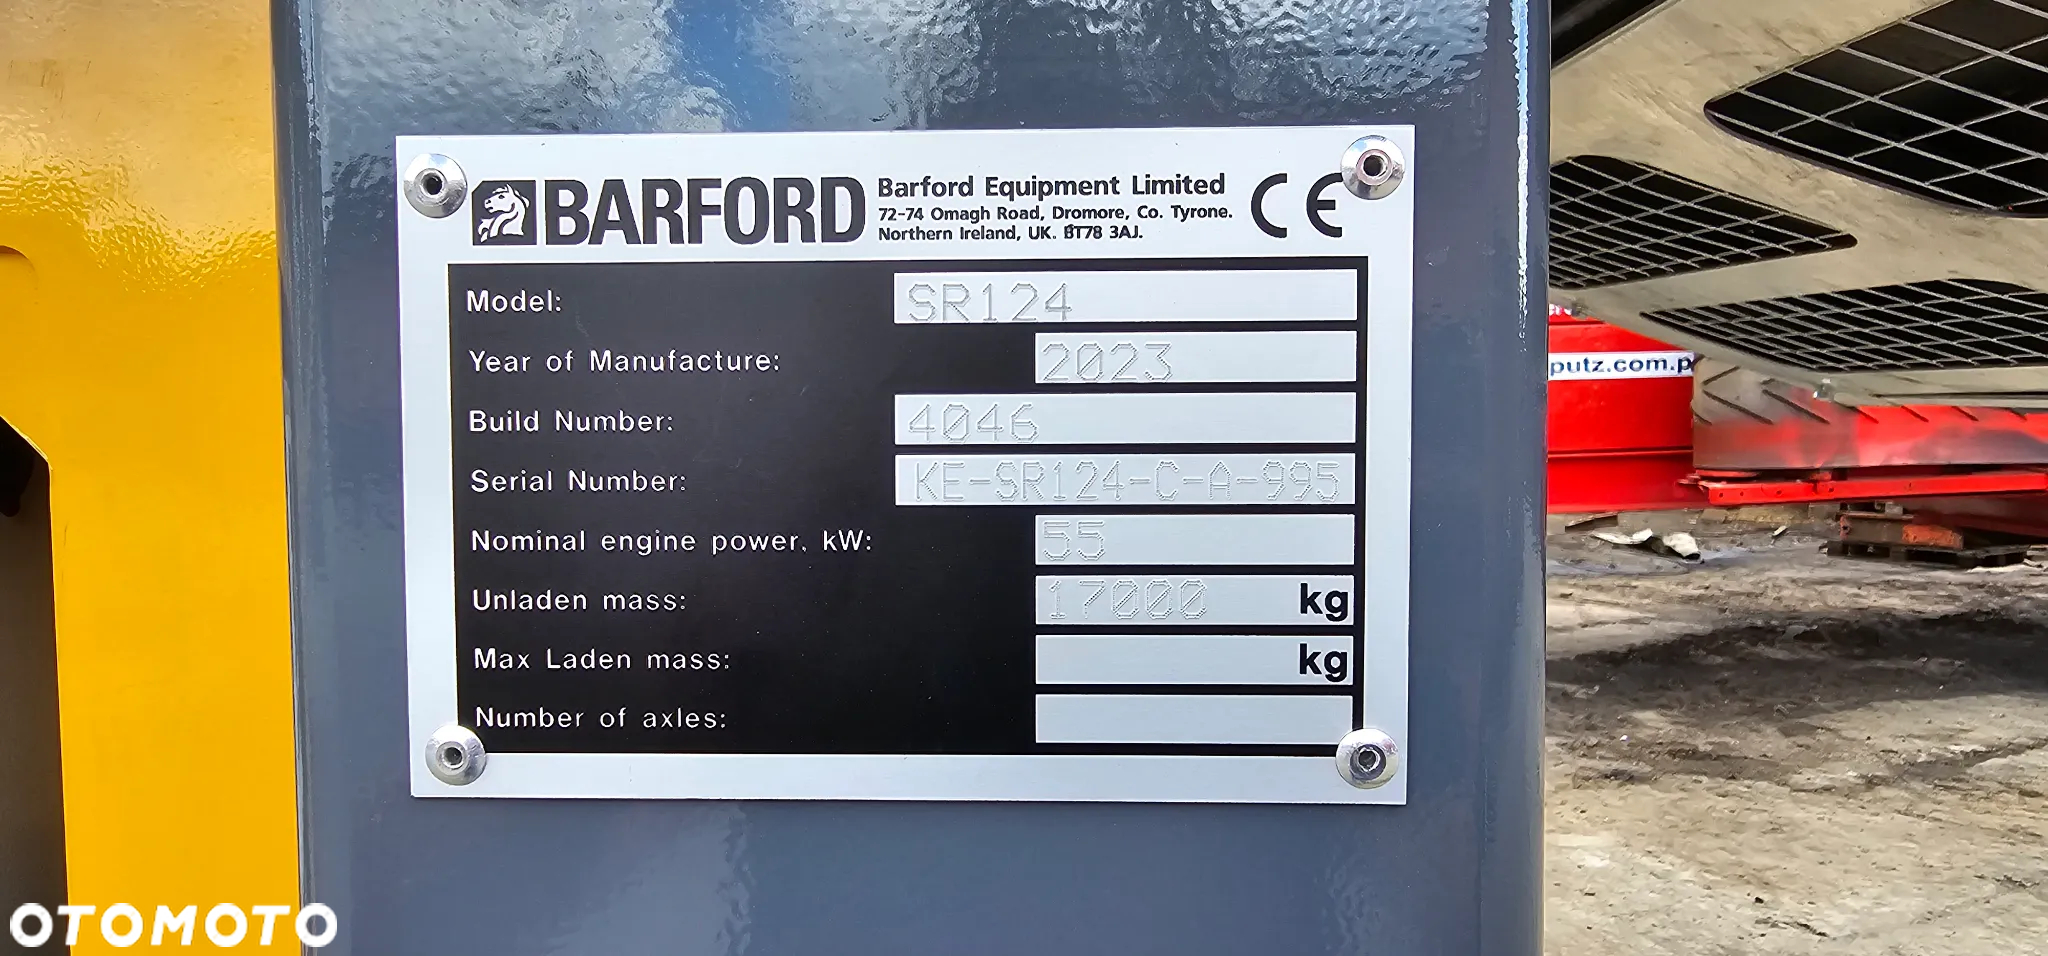 BARFORD
Barford Equipment Limited
72-74 Omagh Road, Dromore, Co. Tyrone.
Northern Ireland, UK. BT78 3AJ.
CE
Model: SR124
Year of Manufacture: 2023
Build Number: 4046
Serial Number: KE-SR124-C-A-995
Nominal engine power, kW: 55
Unladen mass: 17000 kg
Max Laden mass: kg
Number of axles:
putz.com.p
OTOMOTO